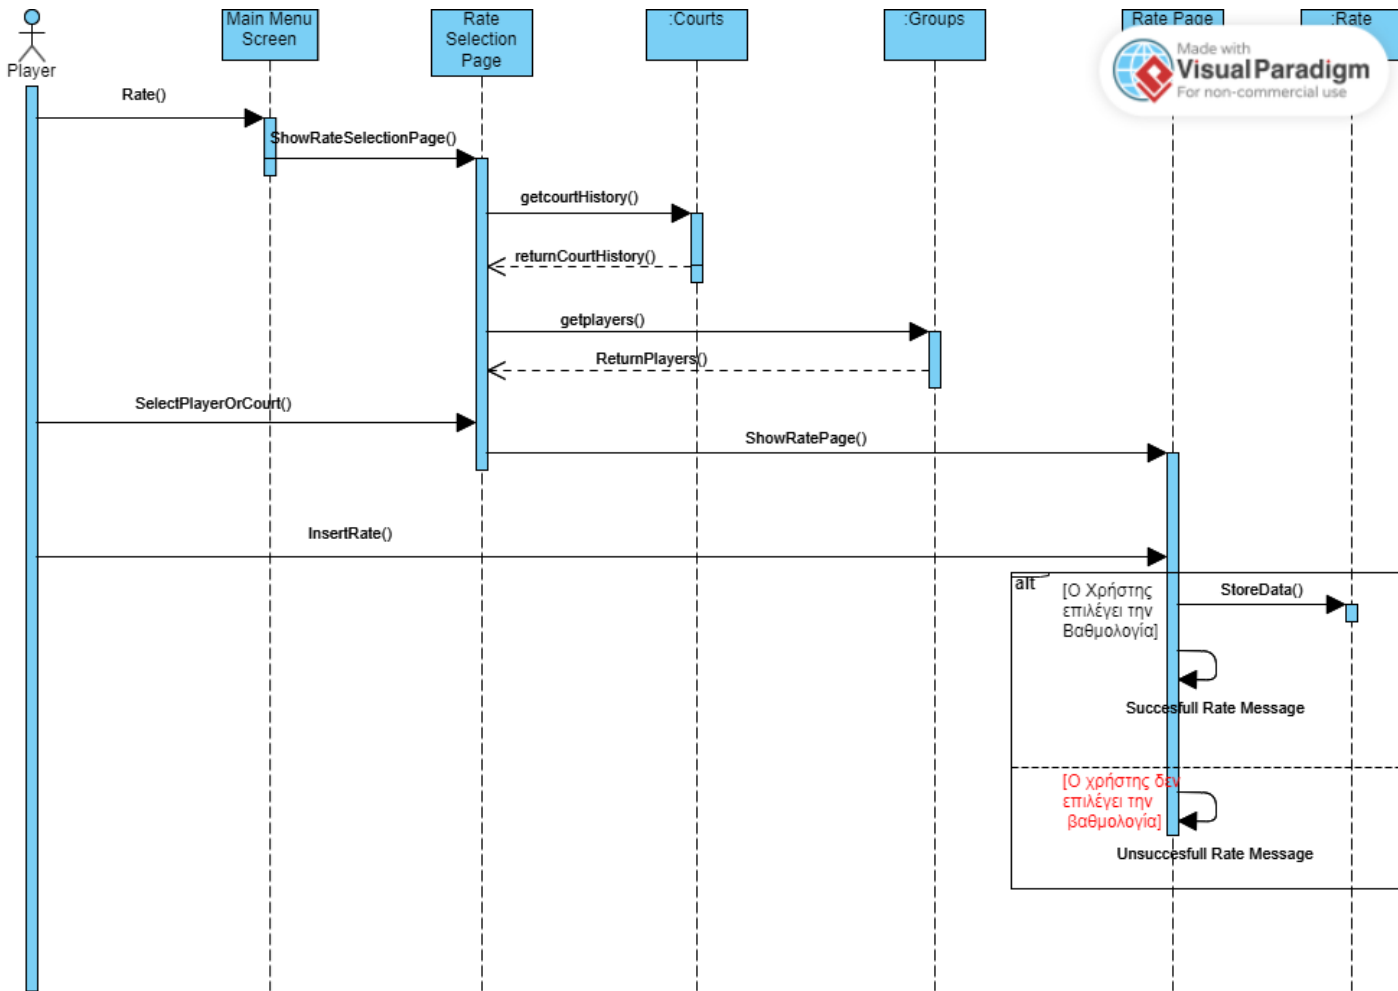 Player
Main Menu
Screen
Rate
Selection
Page
:Courts
:Groups
Rate Page
:Rate
Made with
Visual Paradigm
For non-commercial use
Rate()
ShowRateSelectionPage()
getcourtHistory()
returnCourtHistory()
getplayers()
ReturnPlayers()
SelectPlayerOrCourt()
ShowRatePage()
InsertRate()
alt
[Ο Χρήστης
επιλέγει την
Βαθμολογία]
StoreData()
Succesfull Rate Message
[Ο χρήστης δεν
επιλέγει την
βαθμολογία]
Unsuccesfull Rate Message